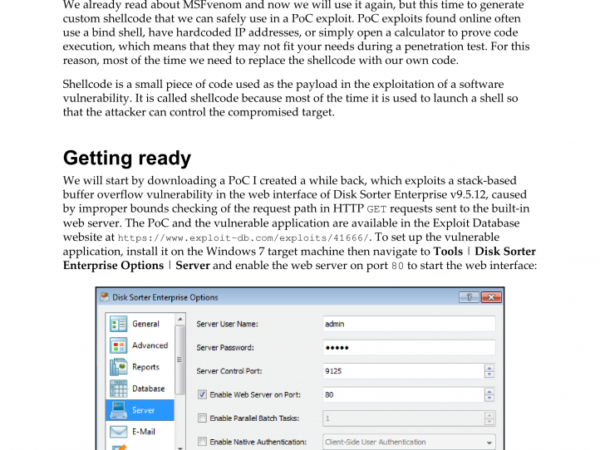 We already read about MSFvenom and now we will use it again, but this time to generate
custom shellcode that we can safely use in a PoC exploit. PoC exploits found online often
use a bind shell, have hardcoded IP addresses, or simply open a calculator to prove code
execution, which means that they may not fit your needs during a penetration test. For this
reason, most of the time we need to replace the shellcode with our own code.
Shellcode is a small piece of code used as the payload in the exploitation of a software
vulnerability. It is called shellcode because most of the time it is used to launch a shell so
that the attacker can control the compromised target.
Getting ready
We will start by downloading a PoC I created a while back, which exploits a stack-based
buffer overflow vulnerability in the web interface of Disk Sorter Enterprise v9.5.12, caused
by improper bounds checking of the request path in HTTP GET requests sent to the built-in
web server. The PoC and the vulnerable application are available in the Exploit Database
website at https://www.exploit-db.com/exploits/41666/. To set up the vulnerable
application, install it on the Windows 7 target machine then navigate to Tools | Disk Sorter
Enterprise Options | Server and enable the web server on port 80 to start the web interface:
Disk Sorter Enterprise Options
General
Server User Name:
admin
Advanced
Server Password:
•••••
Reports
Server Control Port:
9125
Database
Enable Web Server on Port:
80
Server
Enable Parallel Batch Tasks:
1
E-Mail
Enable Native Authentication:
Client-Side User Authentication